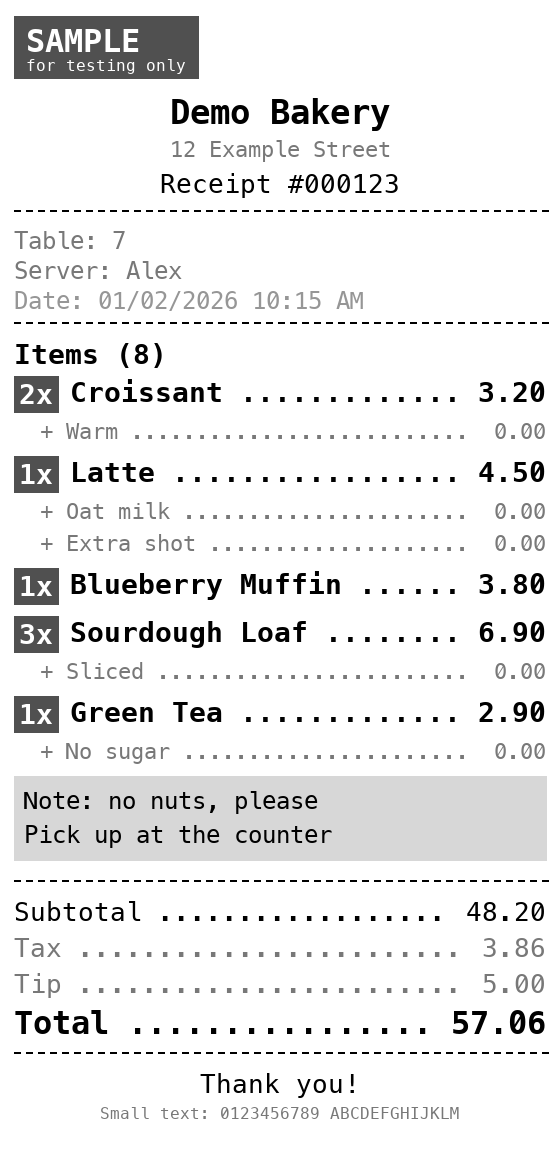 SAMPLE
for testing only
Demo Bakery
12 Example Street
Receipt #000123
Table: 7
Server: Alex
Date: 01/02/2026 10:15 AM
Items (8)
2x Croissant ............. 3.20
+ Warm .......................... 0.00
1x Latte ................. 4.50
+ Oat milk ...................... 0.00
+ Extra shot .................... 0.00
1x Blueberry Muffin ...... 3.80
3x Sourdough Loaf ........ 6.90
+ Sliced ........................ 0.00
1x Green Tea ............. 2.90
+ No sugar ...................... 0.00
Note: no nuts, please
Pick up at the counter
Subtotal .................. 48.20
Tax ........................ 3.86
Tip ........................ 5.00
Total ................ 57.06
Thank you!
Small text: 0123456789 ABCDEFGHIJKLM